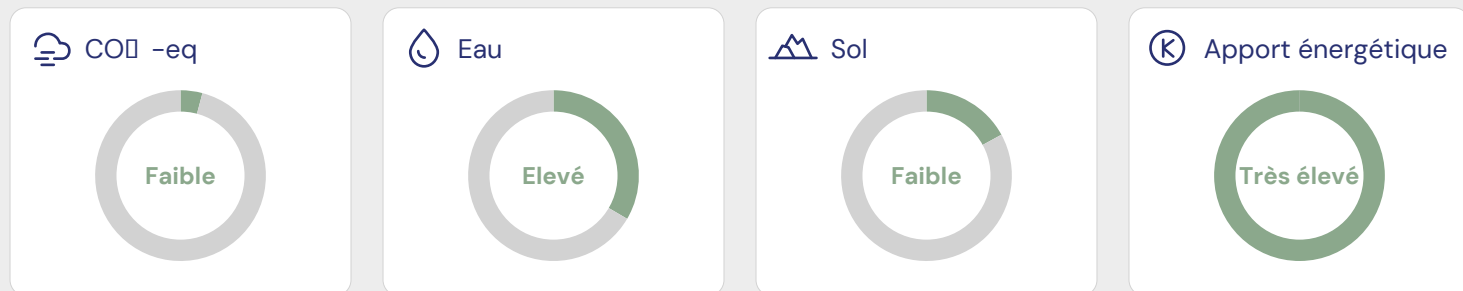 CO▯ -eq
Faible
Eau
Elevé
Sol
Faible
Apport énergétique
Très élevé